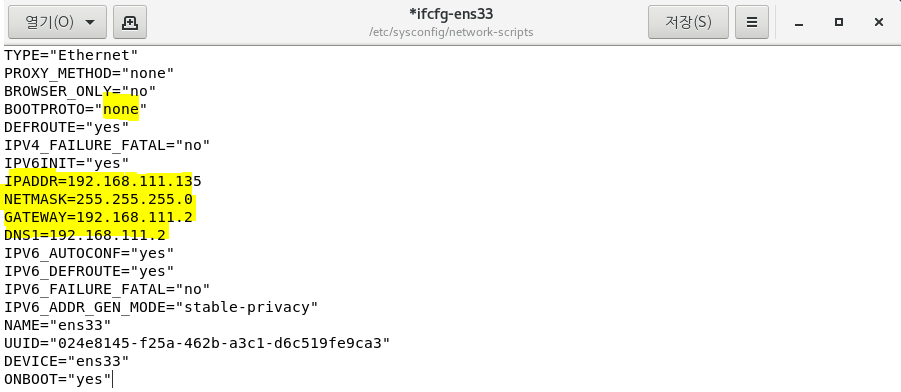 열기(O)
*ifcfg-ens33
/etc/sysconfig/network-scripts
저장(S)
TYPE="Ethernet"
PROXY_METHOD="none"
BROWSER_ONLY="no"
BOOTPROTO="none"
DEFROUTE="yes"
IPV4_FAILURE_FATAL="no"
IPV6INIT="yes"
IPADDR=192.168.111.135
NETMASK=255.255.255.0
GATEWAY=192.168.111.2
DNS1=192.168.111.2
IPV6_AUTOCONF="yes"
IPV6_DEFROUTE="yes"
IPV6_FAILURE_FATAL="no"
IPV6_ADDR_GEN_MODE="stable-privacy"
NAME="ens33"
UUID="024e8145-f25a-462b-a3c1-d6c519fe9ca3"
DEVICE="ens33"
ONBOOT="yes"